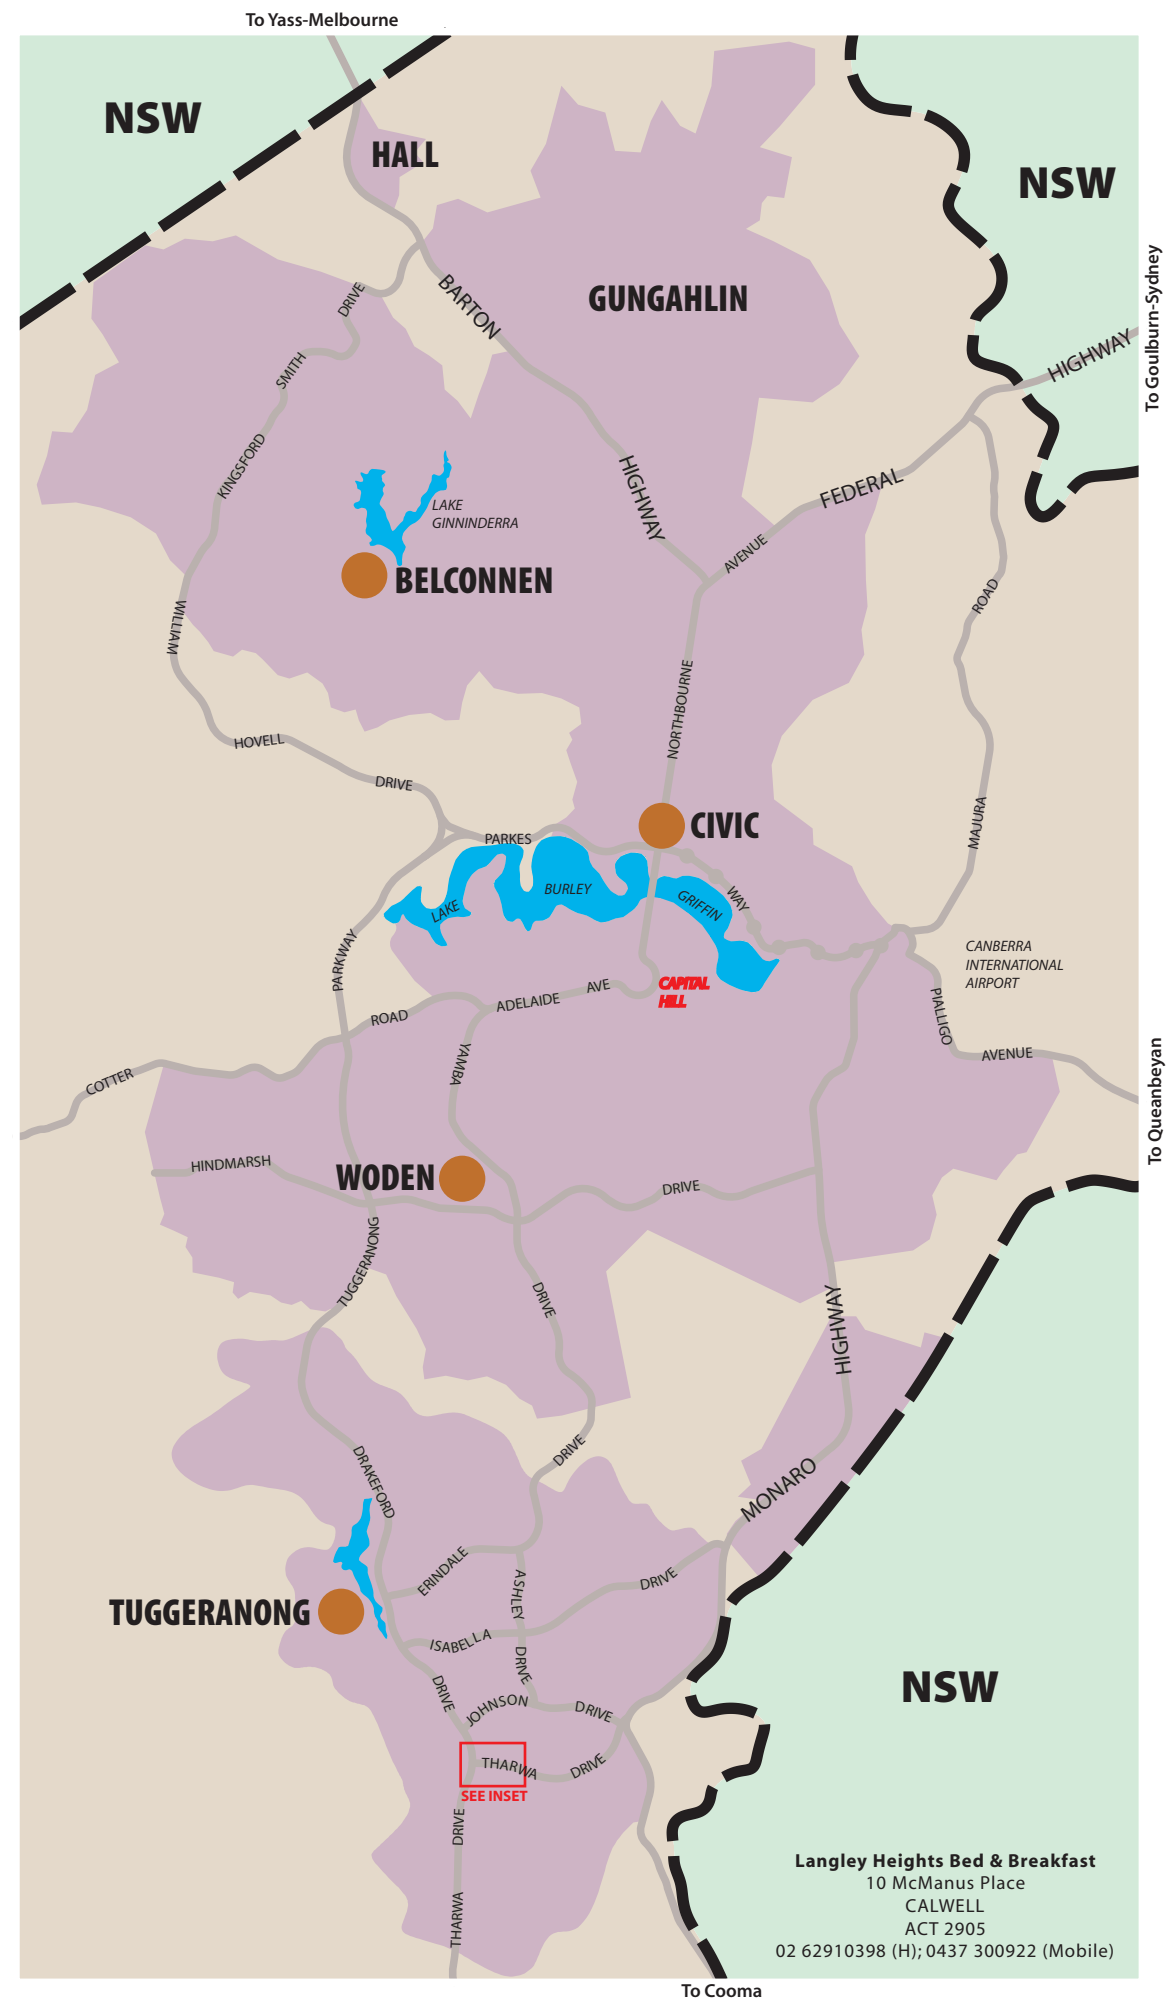 To Yass-Melbourne
NSW
HALL
NSW
To Goulburn-Sydney
GUNGAHLIN
BARTON
HIGHWAY
DRIVE
SMITH
KINGSFORD
HIGHWAY
FEDERAL
AVENUE
LAKE
GINNINDERRA
BELCONNEN
WILLIAM
ROAD
NORTHBOURNE
HOVELL
DRIVE
MAJURA
CIVIC
PARKES
LAKE
BURLEY
GRIFFIN
WAY
PARKWAY
CANBERRA
INTERNATIONAL
AIRPORT
CAPITAL
HILL
ADELAIDE
AVE
ROAD
PIALLIGO
AVENUE
COTTER
YAMBA
To Queanbeyan
HINDMARSH
WODEN
DRIVE
TUGGERANONG
DRIVE
HIGHWAY
DRIVE
MONARO
DRAKEFORD
ERINDALE
ASHLEY
DRIVE
TUGGERANONG
ISABELLA
DRIVE
DRIVE
JOHNSON
DRIVE
NSW
THARWA
DRIVE
SEE INSET
DRIVE
THARWA
Langley Heights Bed & Breakfast
10 McManus Place
CALWELL
ACT 2905
02 62910398 (H); 0437 300922 (Mobile)
To Cooma